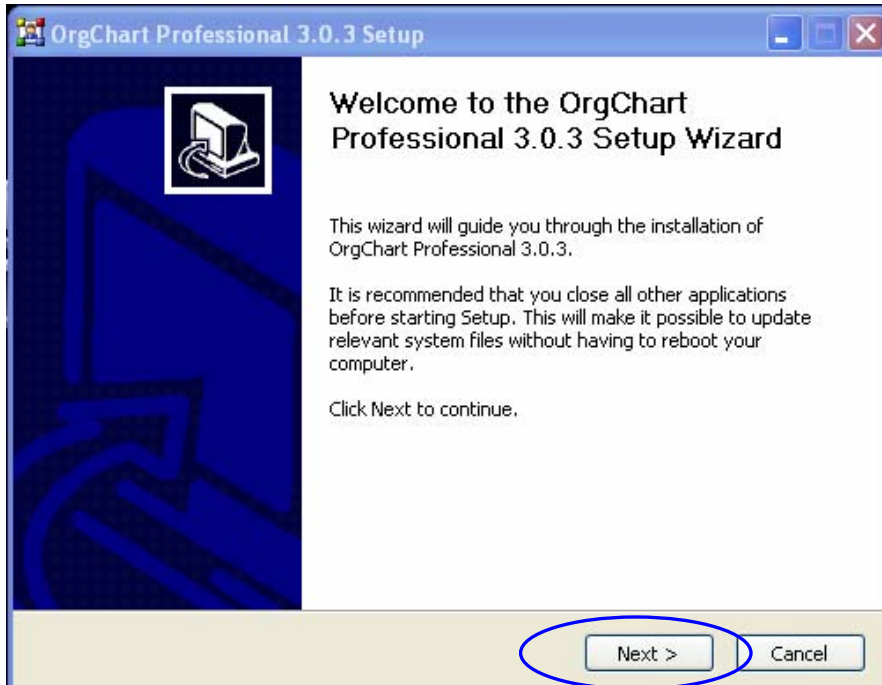 OrgChart Professional 3.0.3 Setup
Welcome to the OrgChart
Professional 3.0.3 Setup Wizard
This wizard will guide you through the installation of
OrgChart Professional 3.0.3.
It is recommended that you close all other applications
before starting Setup. This will make it possible to update
relevant system files without having to reboot your
computer.
Click Next to continue.
Next > Cancel